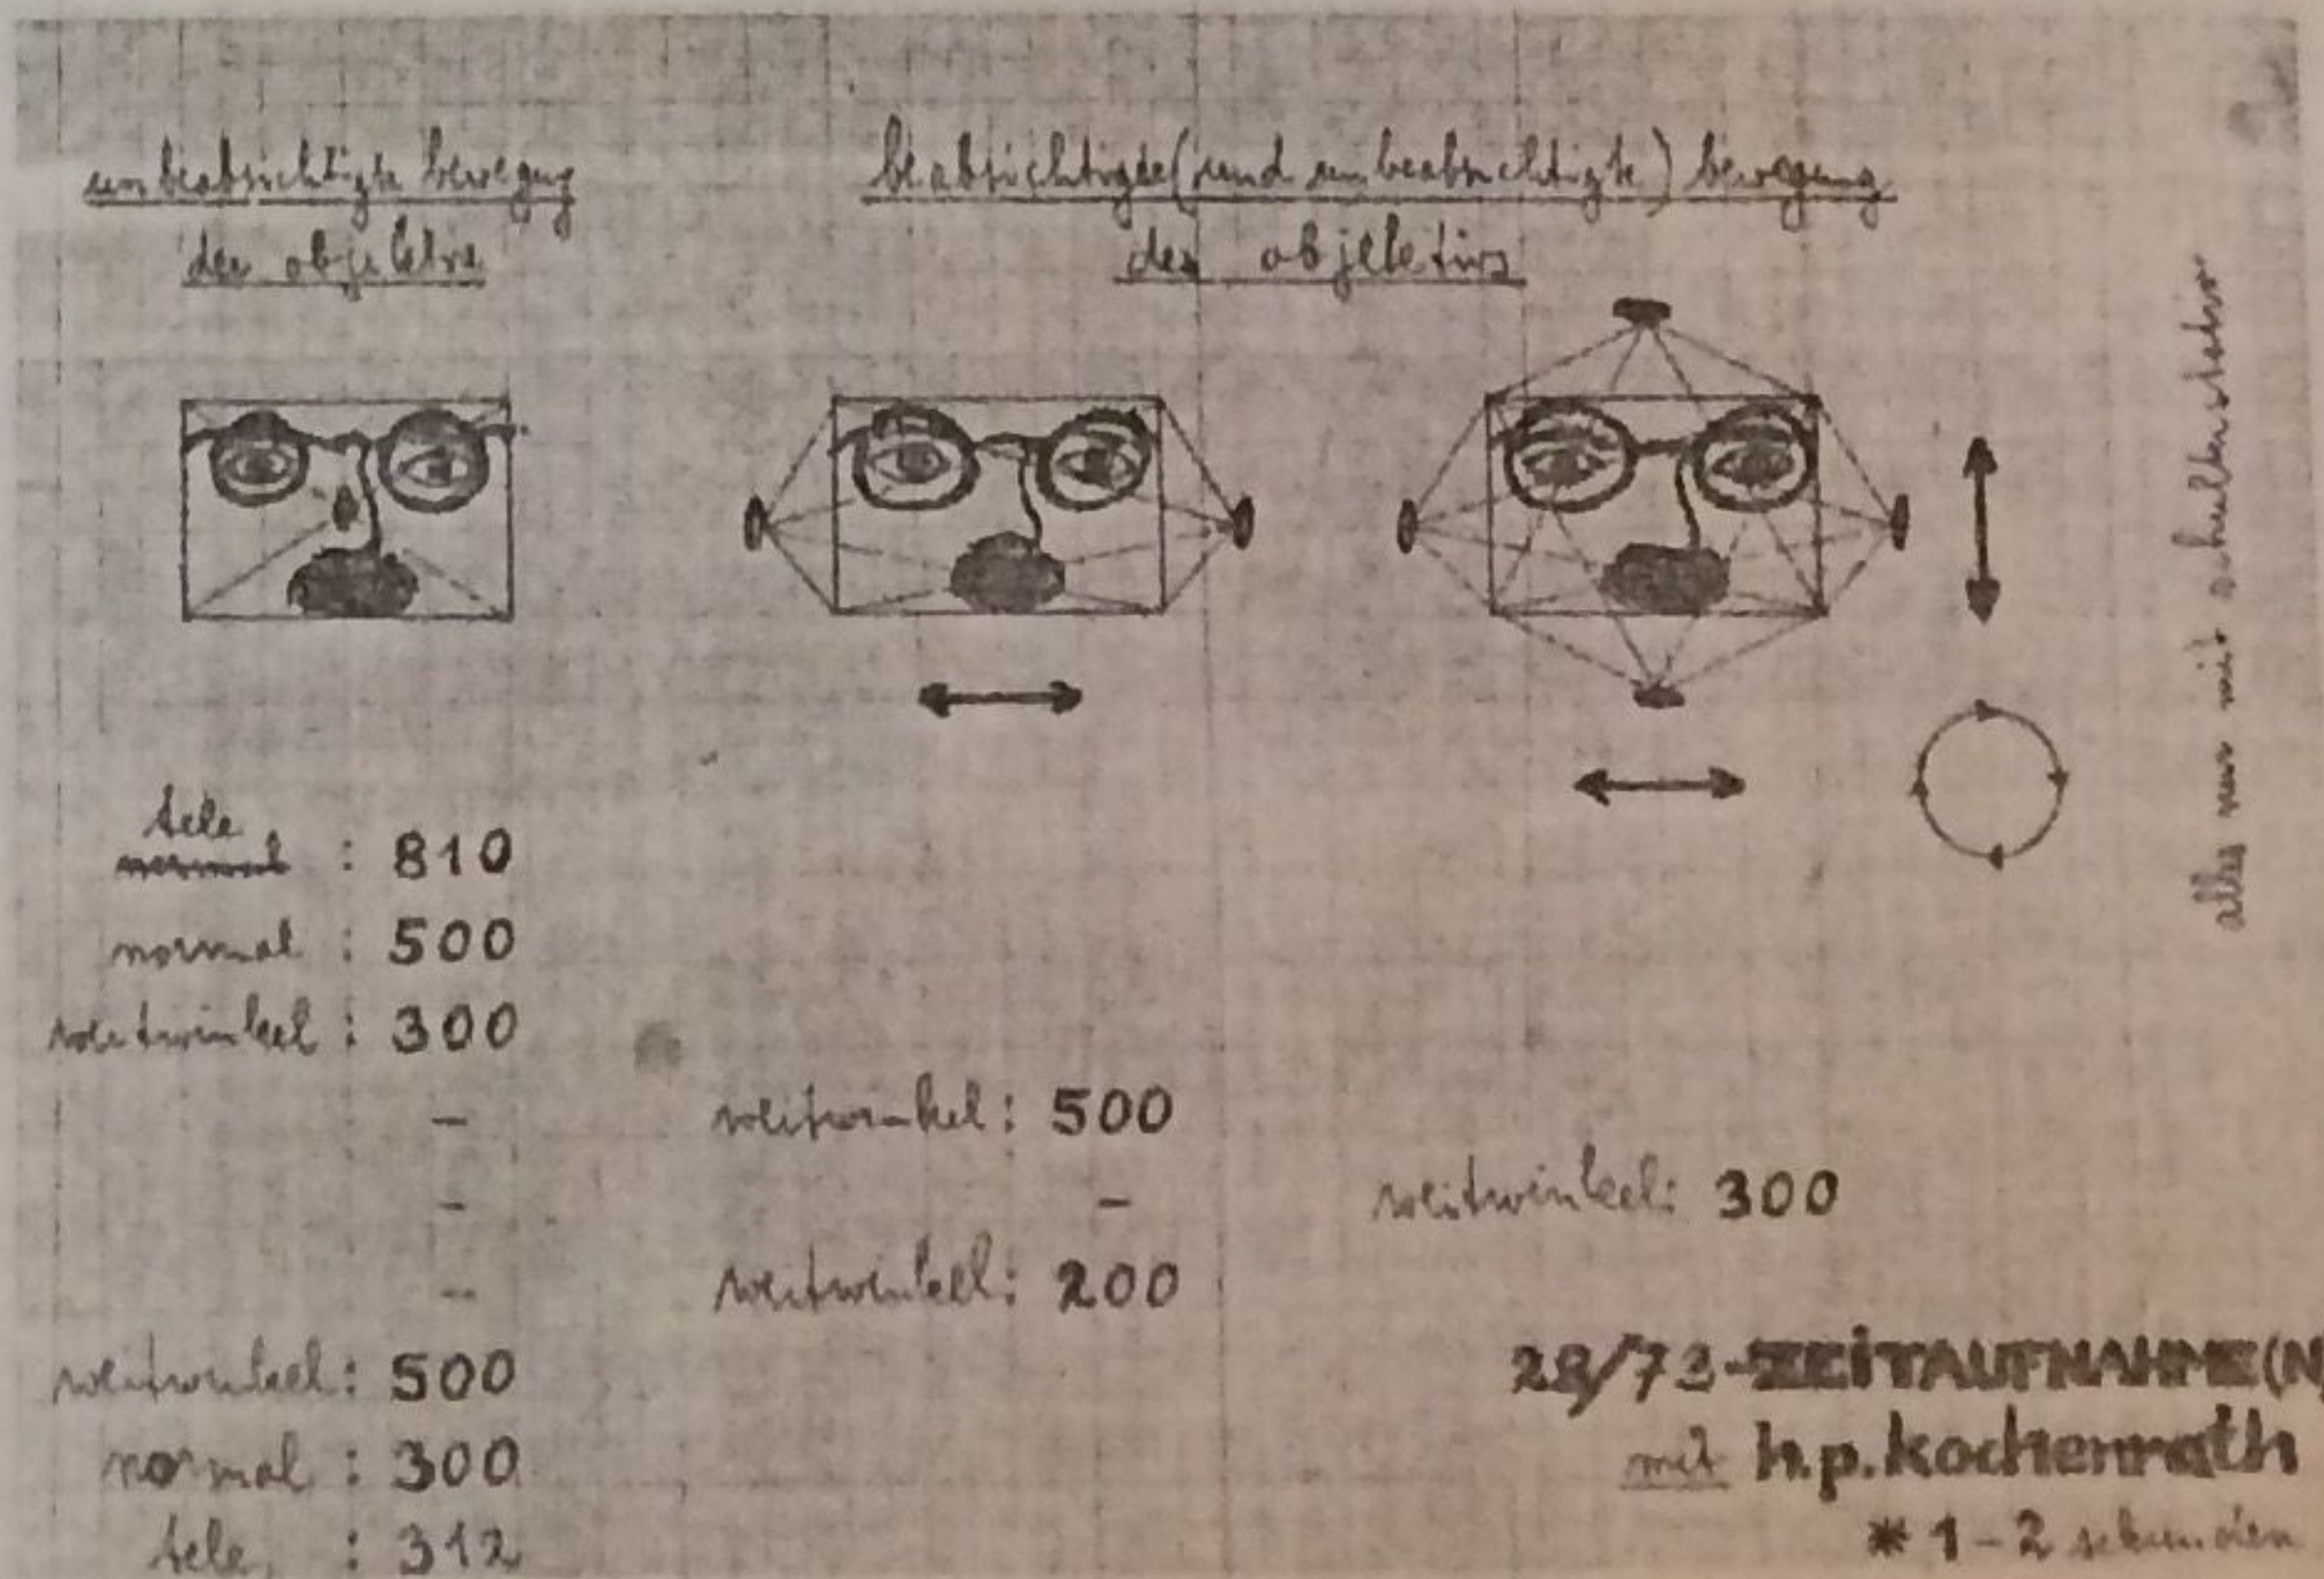 unbeabsichtigte bewegung
des objektivs
beabsichtigte (und unbeabsichtigte) bewegung
des objektivs
alles nur mit schulterstativ
tele
normal : 810
normal : 500
weitwinkel : 300
-
weitwinkel : 500
-
-
weitwinkel : 300
-
weitwinkel : 200
weitwinkel : 500
normal : 300
tele : 312
28/73-ZEITAUFNAHME(N
mit h.p.kochenrath
* 1-2 sekunden